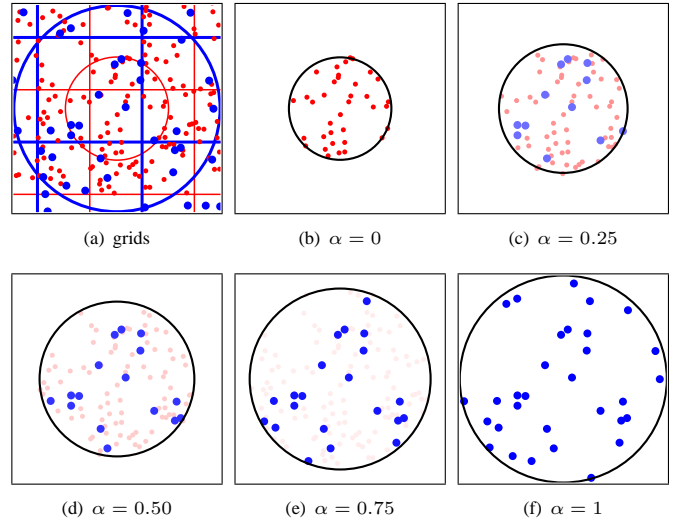 (a) grids
(b) α = 0
(c) α = 0.25
(d) α = 0.50
(e) α = 0.75
(f) α = 1